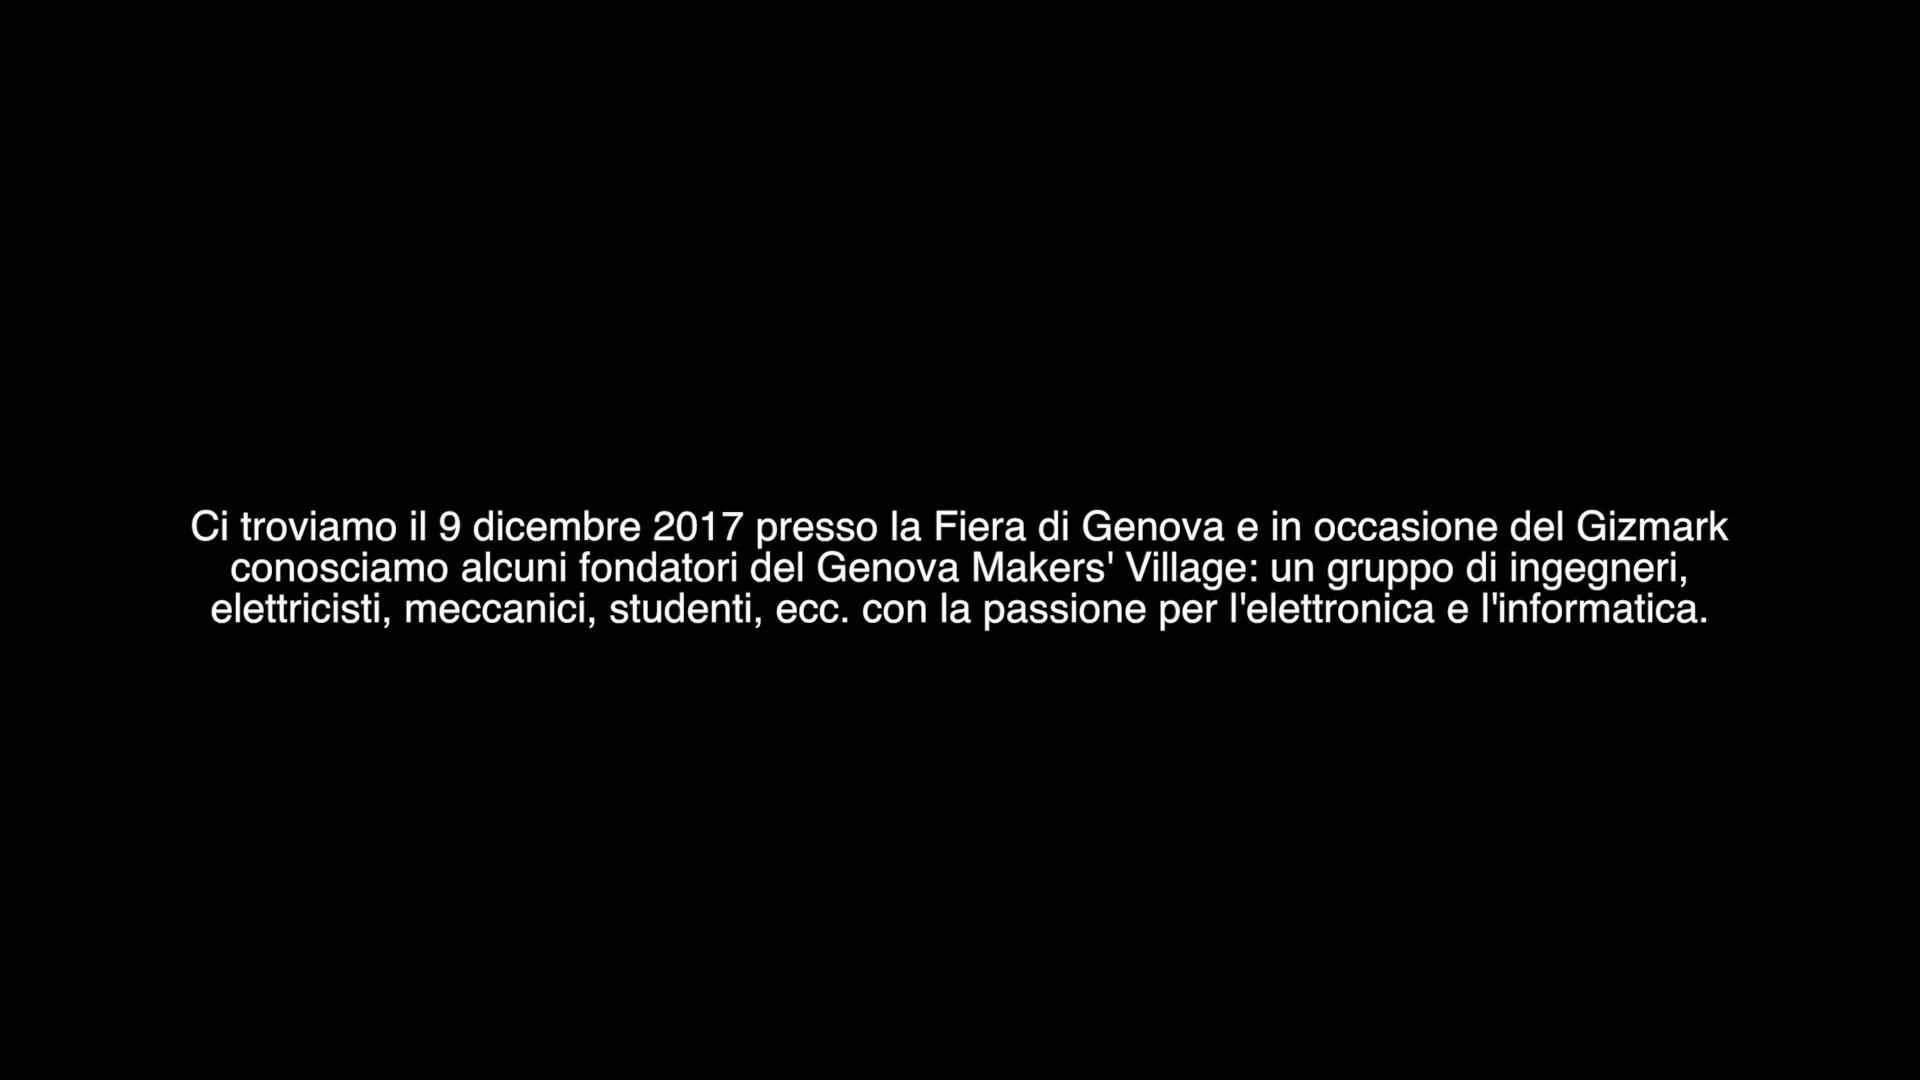 Ci troviamo il 9 dicembre 2017 presso la Fiera di Genova e in occasione del Gizmark
conosciamo alcuni fondatori del Genova Makers' Village: un gruppo di ingegneri,
elettricisti, meccanici, studenti, ecc. con la passione per l'elettronica e l'informatica.